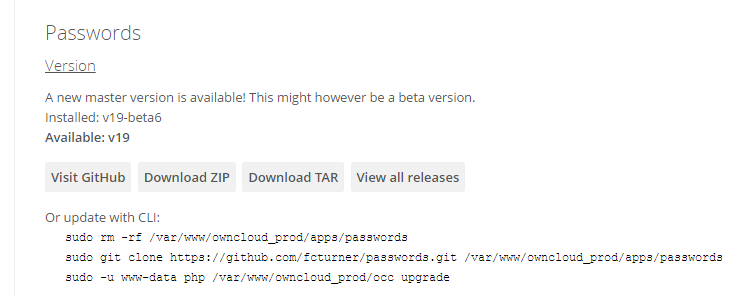 Passwords
Version
A new master version is available! This might however be a beta version.
Installed: v19-beta6
Available: v19
Visit GitHub Download ZIP Download TAR View all releases
Or update with CLI:
sudo rm -rf /var/www/owncloud_prod/apps/passwords
sudo git clone https://github.com/fcturner/passwords.git /var/www/owncloud_prod/apps/passwords
sudo -u www-data php /var/www/owncloud_prod/occ upgrade